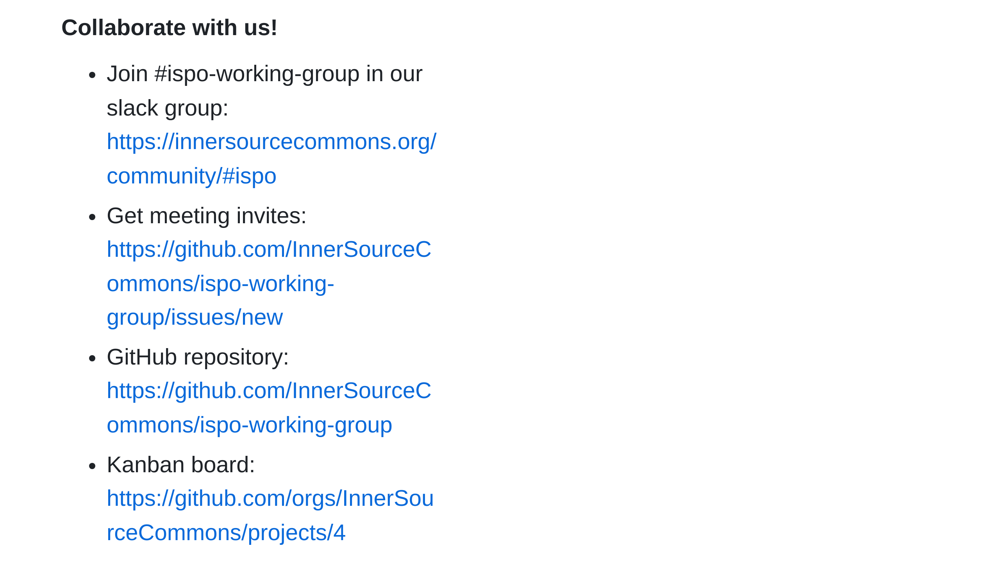 Collaborate with us!
• Join #ispo-working-group in our
slack group:
https://innersourcecommons.org/
community/#ispo
• Get meeting invites:
https://github.com/InnerSourceC
ommons/ispo-working-
group/issues/new
• GitHub repository:
https://github.com/InnerSourceC
ommons/ispo-working-group
• Kanban board:
https://github.com/orgs/InnerSou
rceCommons/projects/4